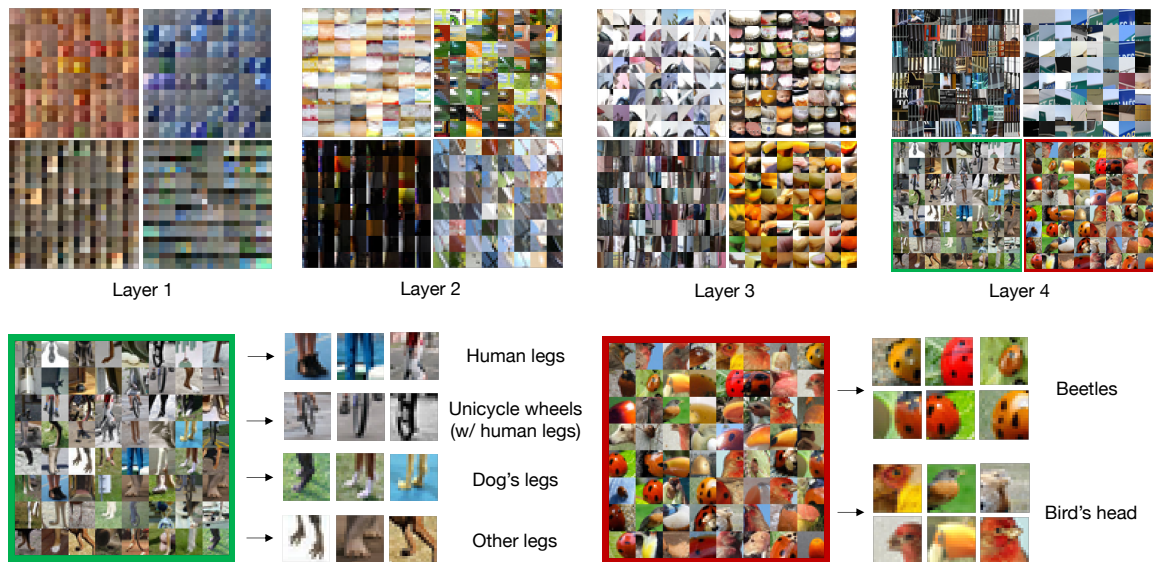 Layer 1
Layer 2
Layer 3
Layer 4
Human legs
Unicycle wheels
(w/ human legs)
Dog's legs
Other legs
Beetles
Bird's head